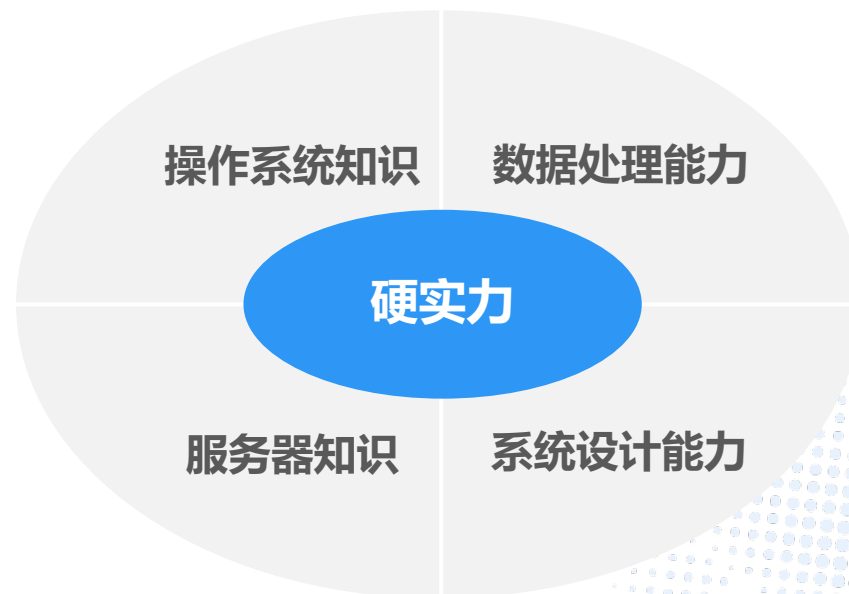 操作系统知识
数据处理能力
硬实力
服务器知识
系统设计能力